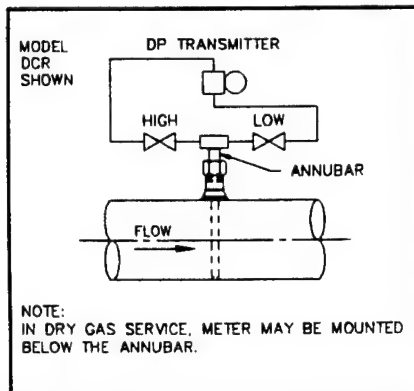 MODEL
DCR
SHOWN
DP TRANSMITTER
HIGH
LOW
ANNUBAR
FLOW
NOTE:
IN DRY GAS SERVICE, METER MAY BE MOUNTED
BELOW THE ANNUBAR.